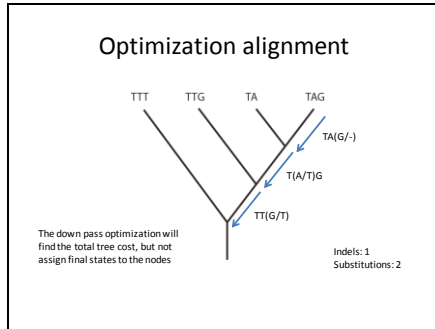 Optimization alignment
TTT TTG TA TAG
TA(G/-)
T(A/T)G
TT(G/T)
The down pass optimization will
find the total tree cost, but not
assign final states to the nodes
Indels: 1
Substitutions: 2